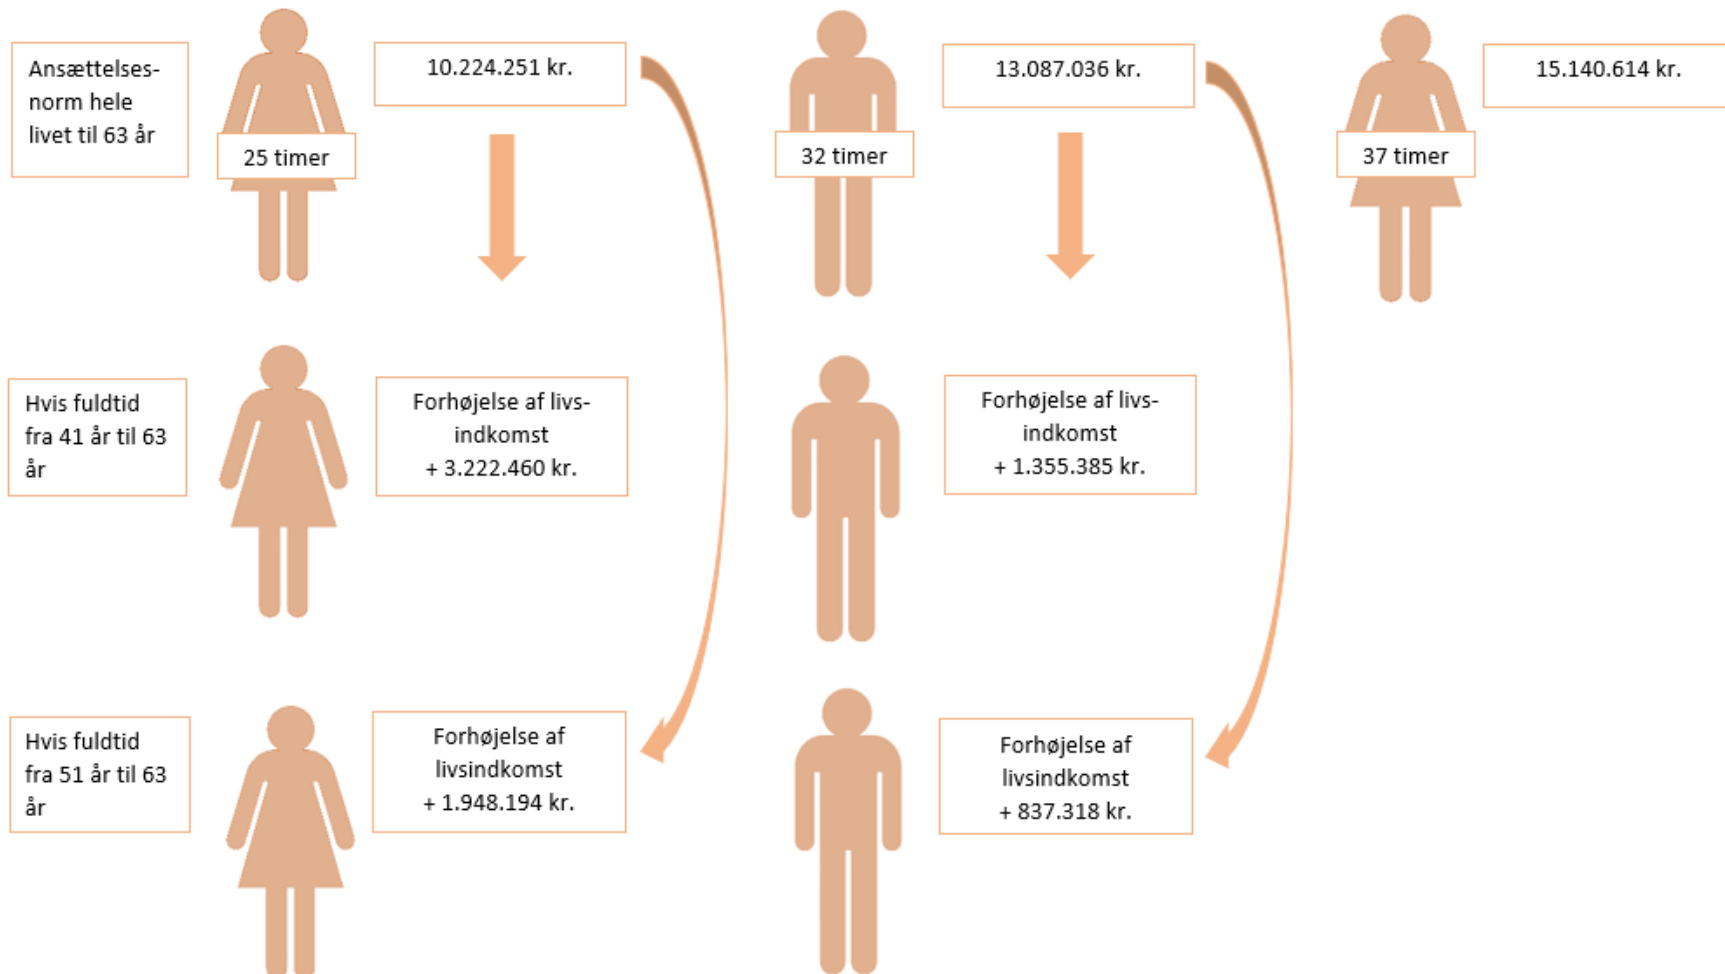 Ansættelses-
norm hele
livet til 63 år
25 timer
10.224.251 kr.
32 timer
13.087.036 kr.
37 timer
15.140.614 kr.
Hvis fuldtid
fra 41 år til 63
år
Forhøjelse af livs-
indkomst
+ 3.222.460 kr.
Forhøjelse af livs-
indkomst
+ 1.355.385 kr.
Hvis fuldtid
fra 51 år til 63
år
Forhøjelse af
livsindkomst
+ 1.948.194 kr.
Forhøjelse af
livsindkomst
+ 837.318 kr.